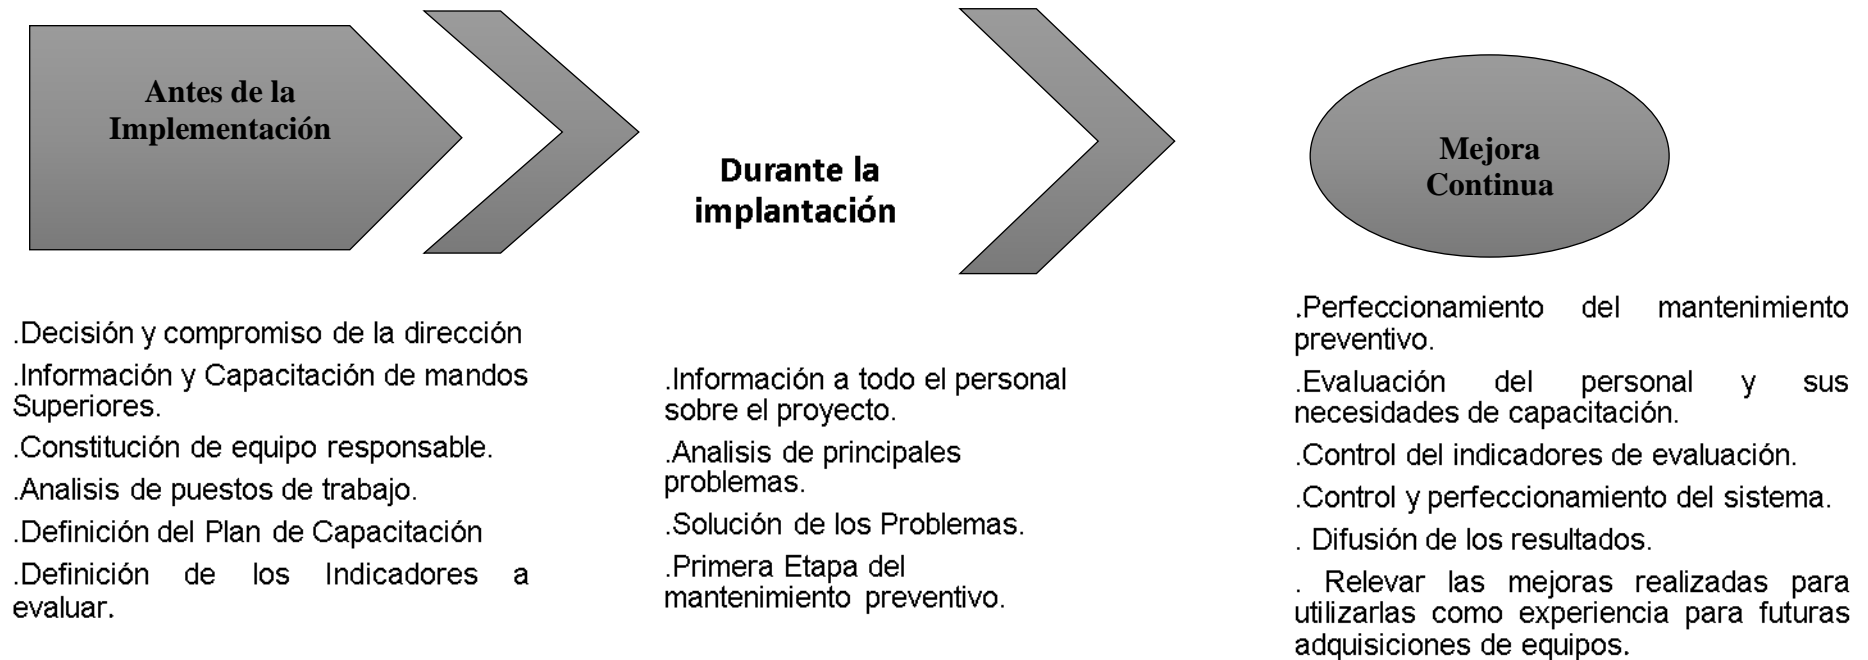 Antes de la
Implementación
.Decisión y compromiso de la dirección
.Información y Capacitación de mandos
Superiores.
.Constitución de equipo responsable.
.Analisis de puestos de trabajo.
.Definición del Plan de Capacitación
.Definición de los Indicadores a
evaluar.
Durante la
implantación
.Información a todo el personal
sobre el proyecto.
.Analisis de principales
problemas.
.Solución de los Problemas.
.Primera Etapa del
mantenimiento preventivo.
Mejora
Continua
.Perfeccionamiento del mantenimiento
preventivo.
.Evaluación del personal y sus
necesidades de capacitación.
.Control del indicadores de evaluación.
.Control y perfeccionamiento del sistema.
. Difusión de los resultados.
. Relevar las mejoras realizadas para
utilizarlas como experiencia para futuras
adquisiciones de equipos.